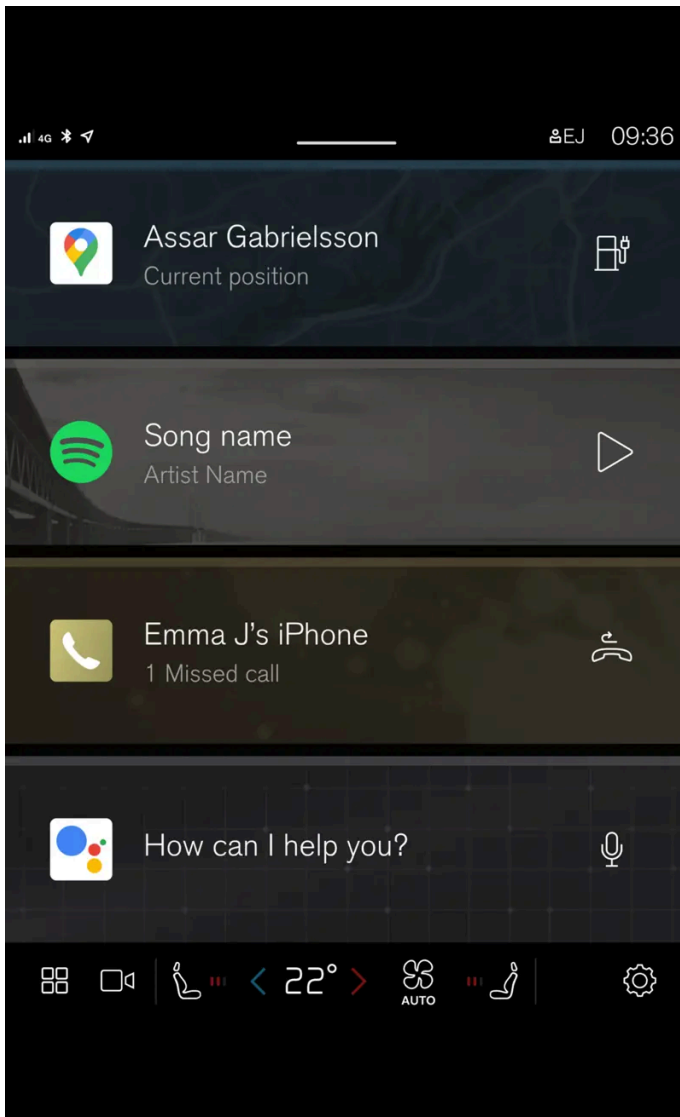 4G
EJ 09:36
Assar Gabrielsson
Current position
Song name
Artist Name
Emma J’s iPhone
1 Missed call
How can I help you?
22°
AUTO